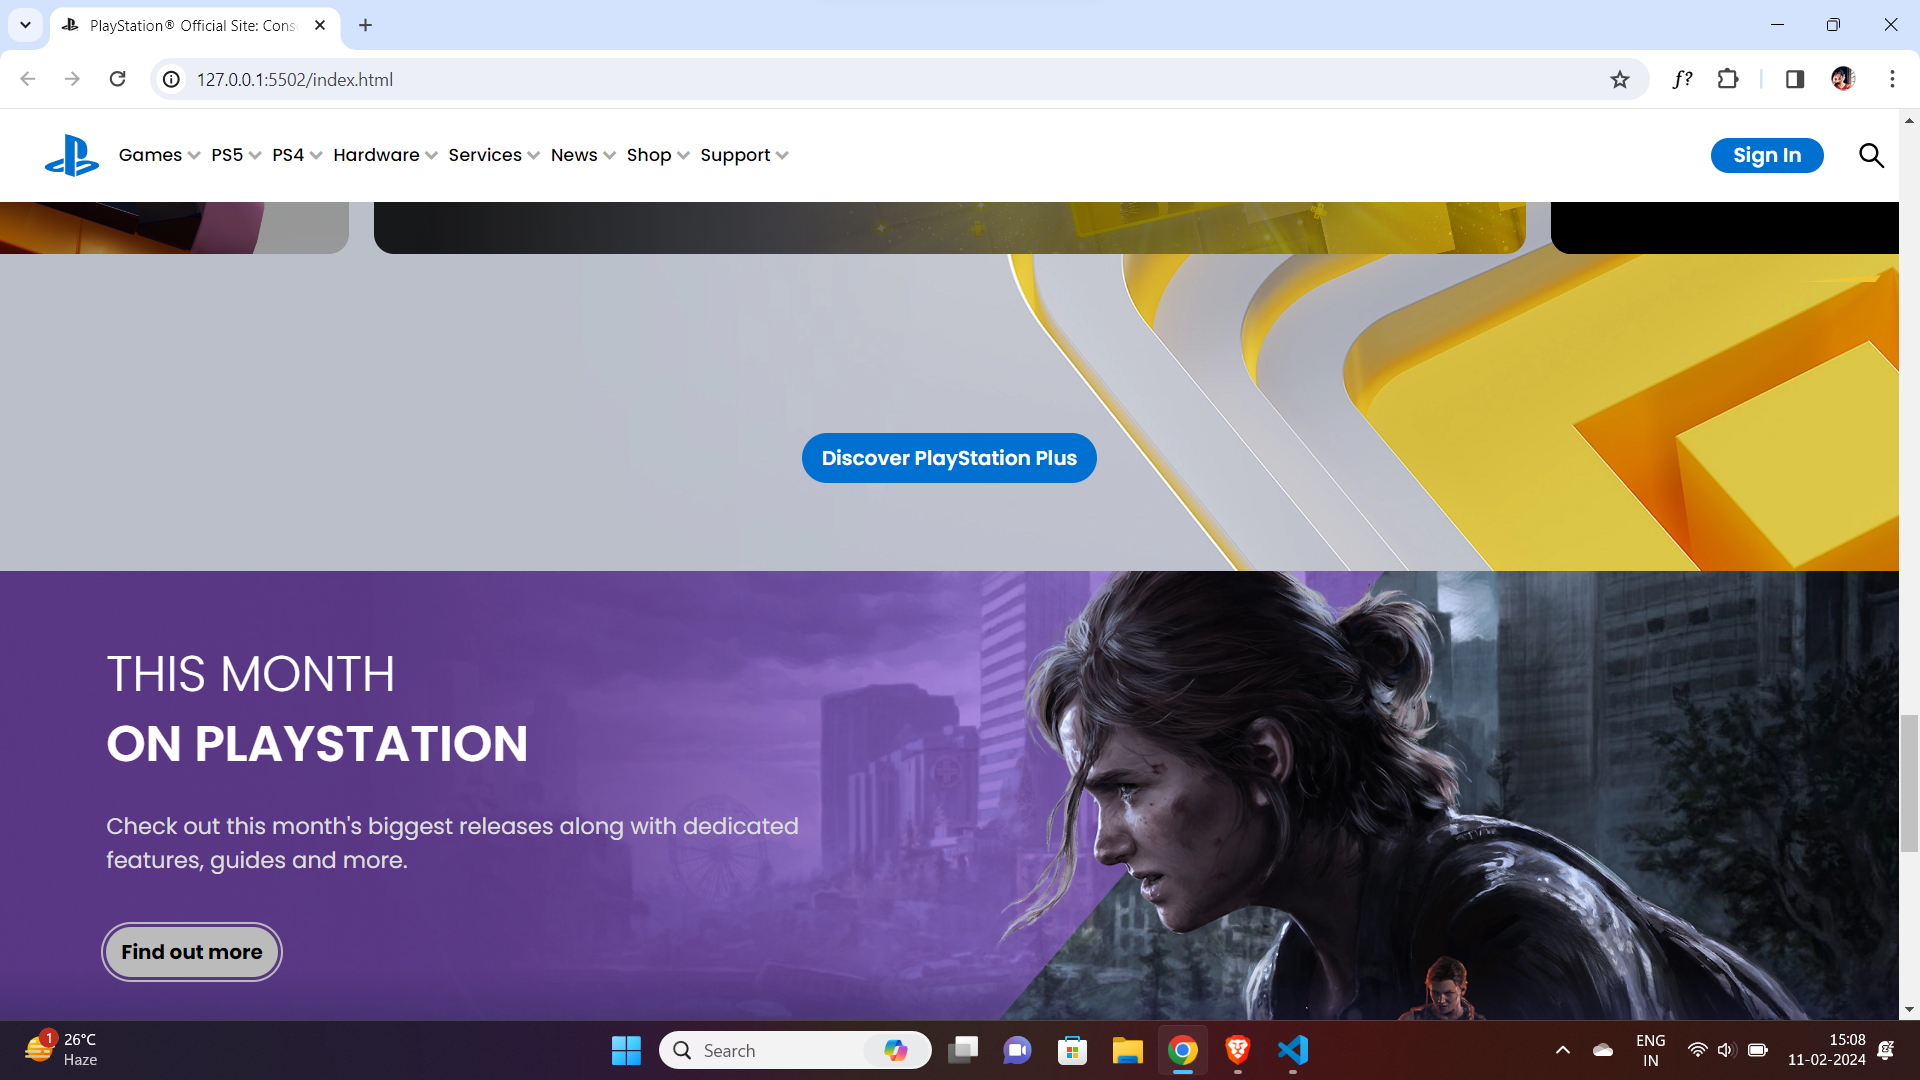 PlayStation® Official Site: Cons
127.0.0.1:5502/index.html
f?
Games PS5 PS4 Hardware Services News Shop Support
Sign In
Discover PlayStation Plus
THIS MONTH
ON PLAYSTATION
Check out this month's biggest releases along with dedicated
features, guides and more.
Find out more
1
26°C
Haze
Search
ENG
IN
15:08
11-02-2024